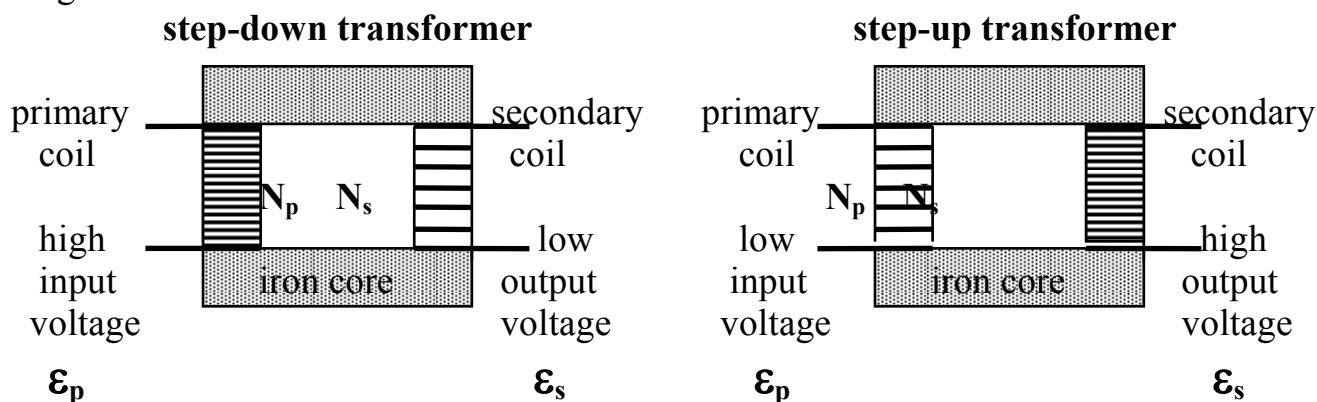 step-down transformer
primary
coil
secondary
coil
Np Ns
high
input
voltage
iron core
low
output
voltage
εp
εs
step-up transformer
primary
coil
secondary
coil
Np Ns
low
input
voltage
iron core
high
output
voltage
εp
εs